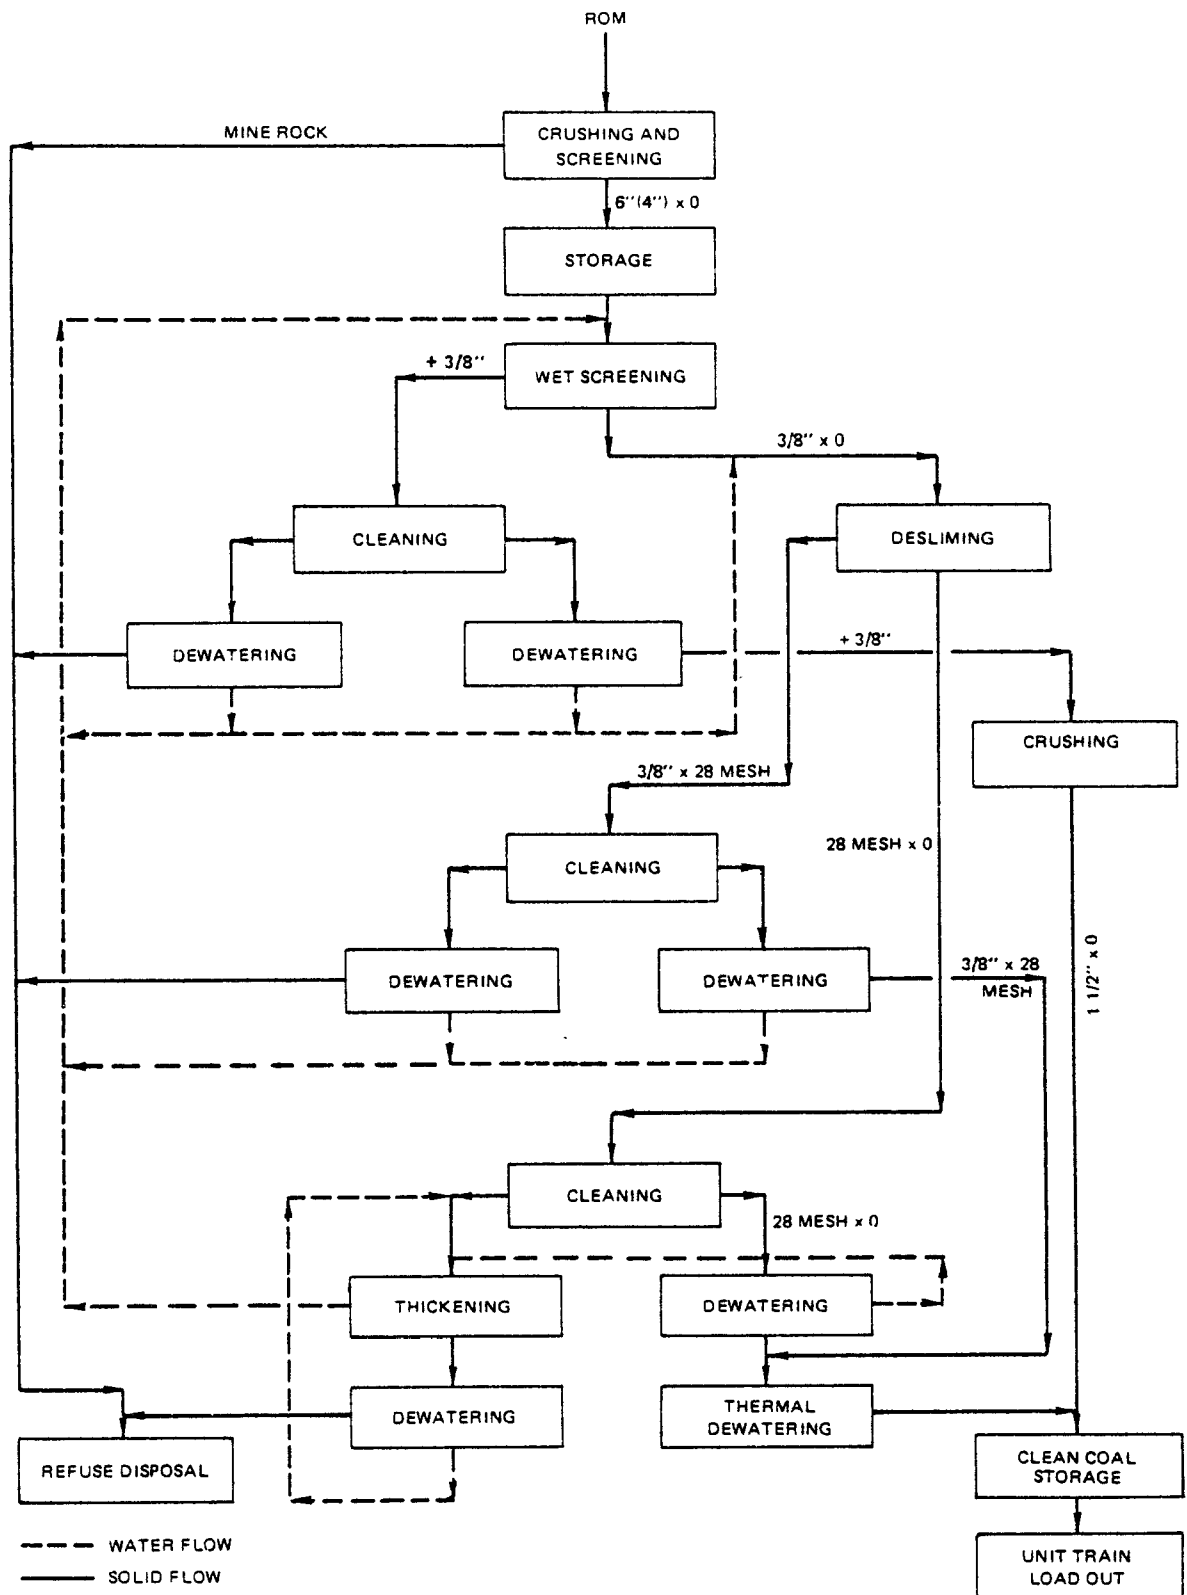 ROM
MINE ROCK
CRUSHING AND
SCREENING
6"(4") x 0
STORAGE
+ 3/8"
WET SCREENING
3/8" x 0
CLEANING
DESLIMING
DEWATERING
DEWATERING
+ 3/8"
CRUSHING
3/8" x 28 MESH
CLEANING
28 MESH x 0
DEWATERING
DEWATERING
3/8" x 28
MESH
1 1/2" x 0
CLEANING
28 MESH x 0
THICKENING
DEWATERING
DEWATERING
THERMAL
DEWATERING
REFUSE DISPOSAL
CLEAN COAL
STORAGE
WATER FLOW
SOLID FLOW
UNIT TRAIN
LOAD OUT